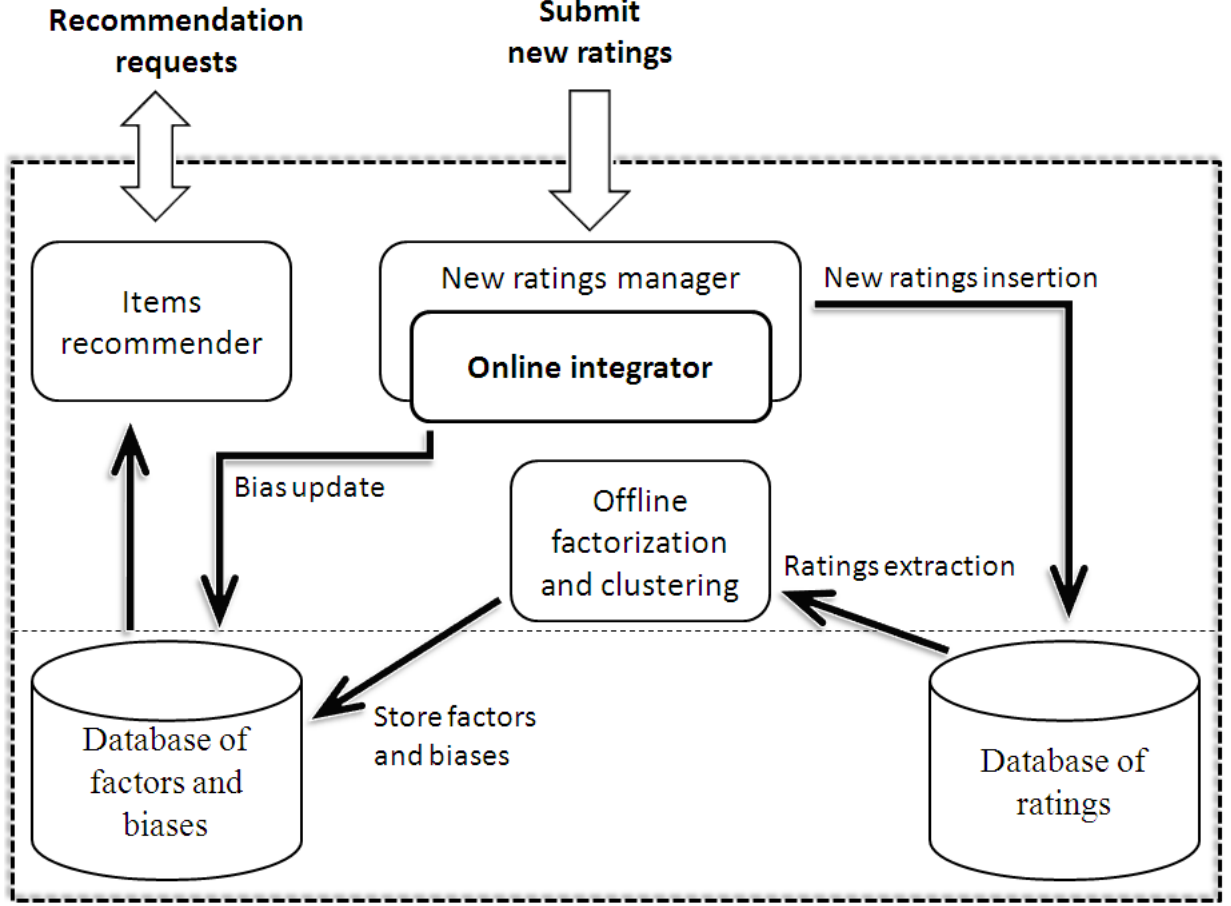 Recommendation
requests
Submit
new ratings
Items
recommender
New ratings manager
Online integrator
New ratings insertion
Bias update
Offline
factorization
and clustering
Ratings extraction
Store factors
and biases
Database of
factors and
biases
Database of
ratings